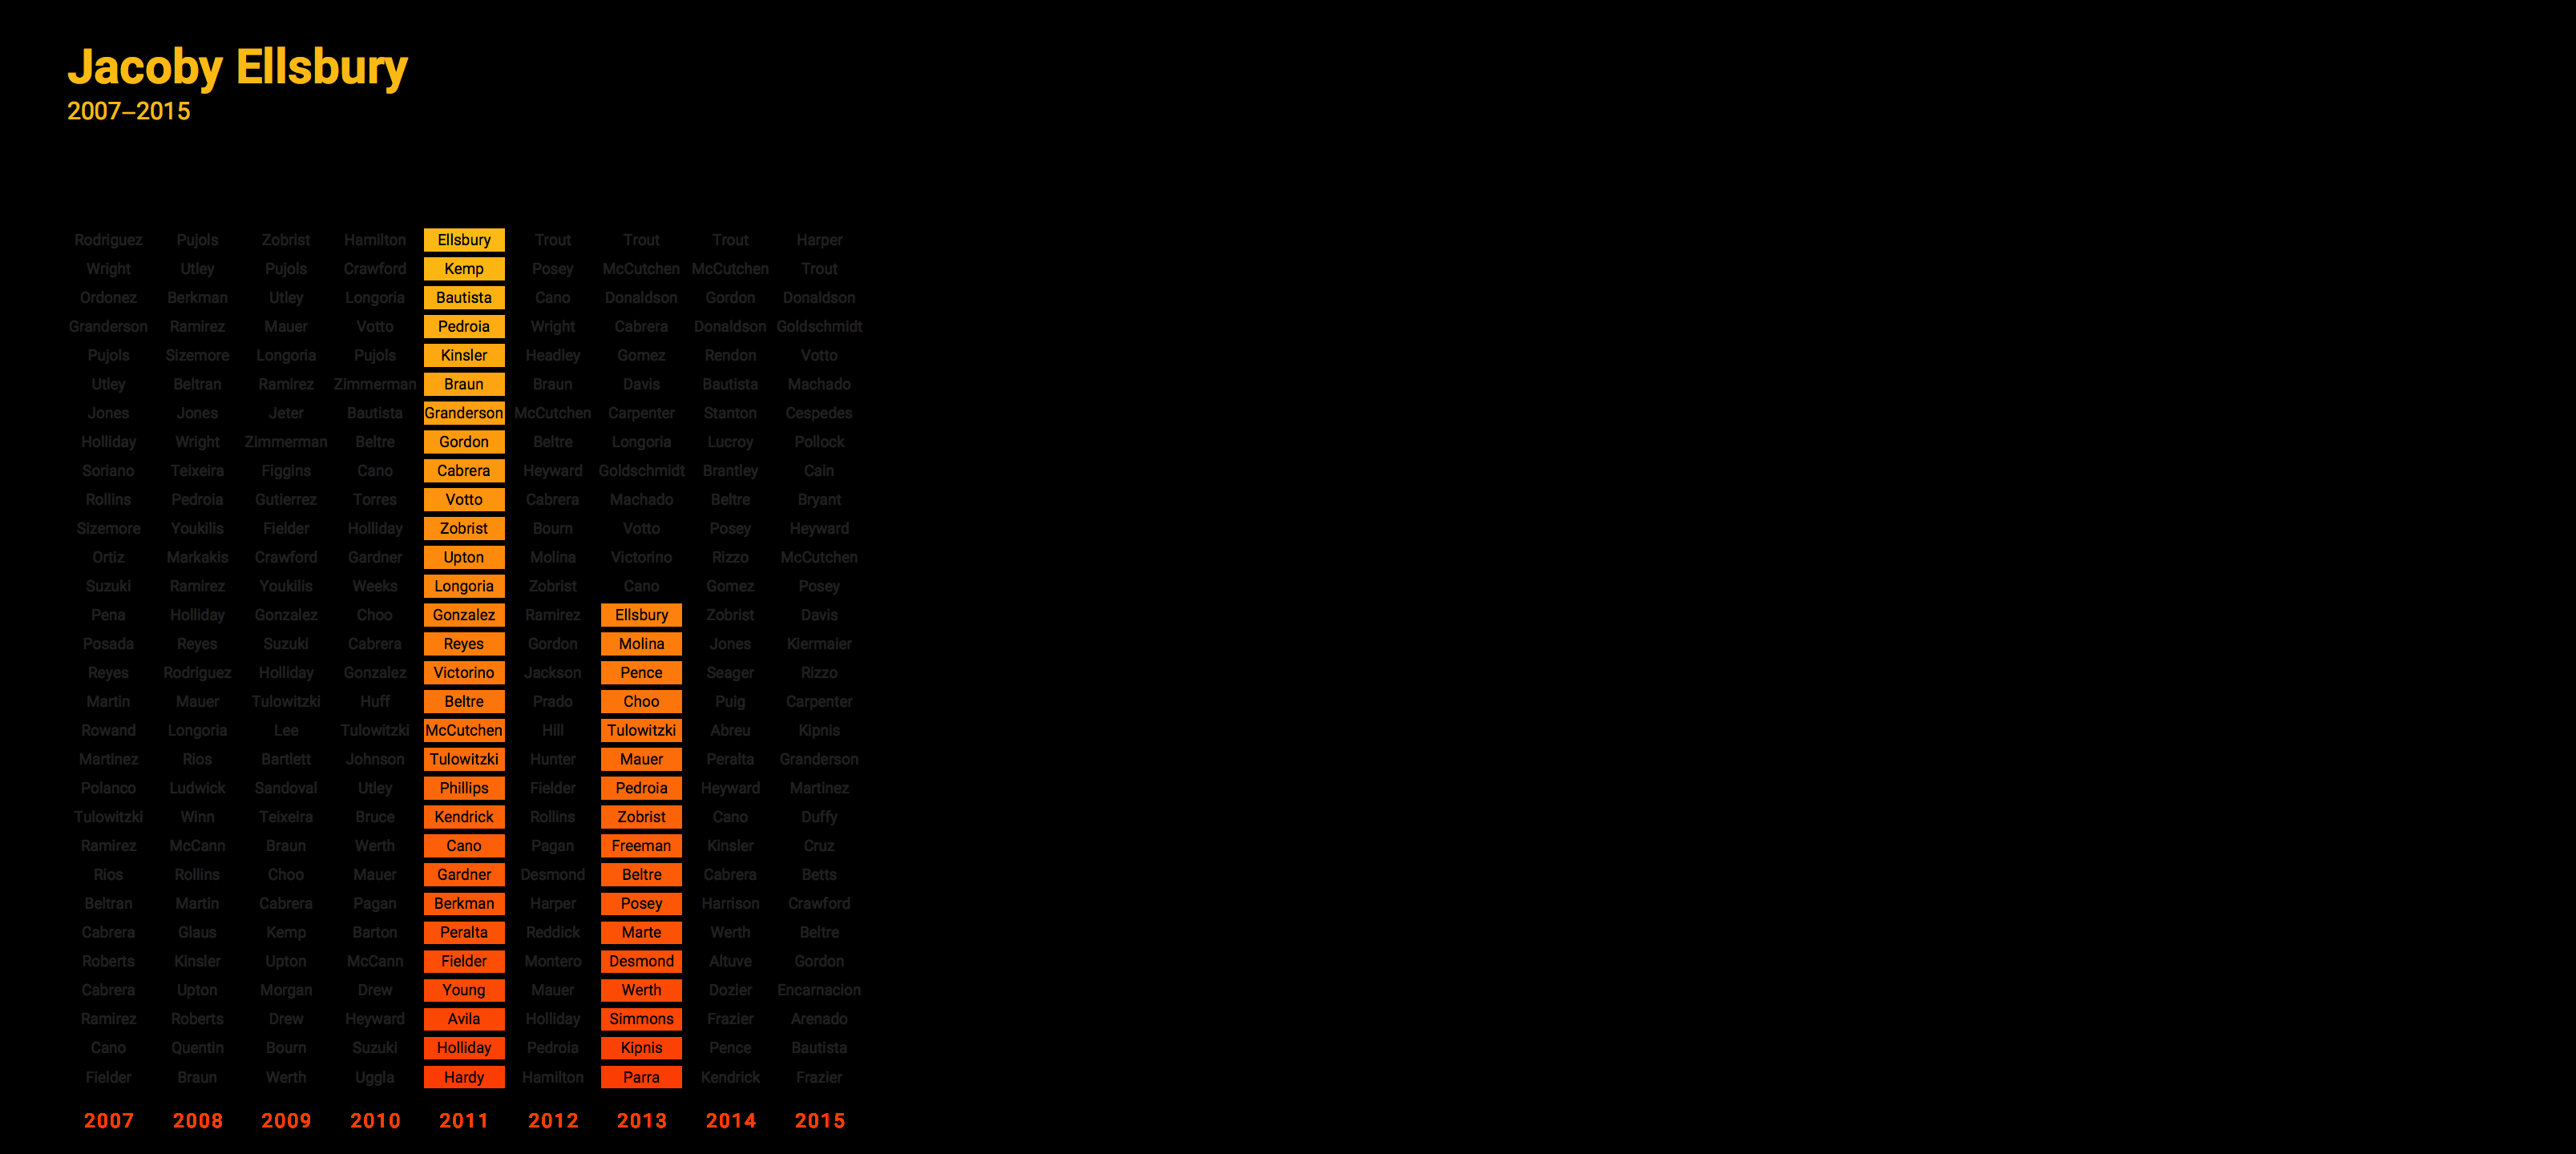 Jacoby Ellsbury
2007–2015
Rodriguez Pujols Zobrist Hamilton Ellsbury Trout Trout Trout Harper
Wright Utley Pujols Crawford Kemp Posey McCutchen McCutchen Trout
Ordonez Berkman Utley Longoria Bautista Cano Donaldson Gordon Donaldson
Granderson Ramirez Mauer Votto Pedroia Wright Cabrera Donaldson Goldschmidt
Pujols Sizemore Longoria Pujols Kinsler Headley Gomez Rendon Votto
Utley Beltran Ramirez Zimmerman Braun Braun Davis Bautista Machado
Jones Jones Jeter Bautista Granderson McCutchen Carpenter Stanton Cespedes
Holliday Wright Zimmerman Beltre Gordon Beltre Longoria Lucroy Pollock
Soriano Teixeira Figgins Cano Cabrera Heyward Goldschmidt Brantley Cain
Rollins Pedroia Gutierrez Torres Votto Cabrera Machado Beltre Bryant
Sizemore Youkilis Fielder Holliday Zobrist Bourn Votto Posey Heyward
Ortiz Markakis Crawford Gardner Upton Molina Victorino Rizzo McCutchen
Suzuki Ramirez Youkilis Weeks Longoria Zobrist Cano Gomez Posey
Pena Holliday Gonzalez Choo Gonzalez Ramirez Ellsbury Zobrist Davis
Posada Reyes Suzuki Cabrera Reyes Gordon Molina Jones Kiermaier
Reyes Rodriguez Holliday Gonzalez Victorino Jackson Pence Seager Rizzo
Martin Mauer Tulowitzki Huff Beltre Prado Choo Puig Carpenter
Rowand Longoria Lee Tulowitzki McCutchen Hill Tulowitzki Abreu Kipnis
Martinez Rios Bartlett Johnson Tulowitzki Hunter Mauer Peralta Granderson
Polanco Ludwick Sandoval Utley Phillips Fielder Pedroia Heyward Martinez
Tulowitzki Winn Teixeira Bruce Kendrick Rollins Zobrist Cano Duffy
Ramirez McCann Braun Werth Cano Pagan Freeman Kinsler Cruz
Rios Rollins Choo Mauer Gardner Desmond Beltre Cabrera Betts
Beltran Martin Cabrera Pagan Berkman Harper Posey Harrison Crawford
Cabrera Glaus Kemp Barton Peralta Reddick Marte Werth Beltre
Roberts Kinsler Upton McCann Fielder Montero Desmond Altuve Gordon
Cabrera Upton Morgan Drew Young Mauer Werth Dozier Encarnacion
Ramirez Roberts Drew Heyward Avila Holliday Simmons Frazier Arenado
Cano Quentin Bourn Suzuki Holliday Pedroia Kipnis Pence Bautista
Fielder Braun Werth Uggla Hardy Hamilton Parra Kendrick Frazier
2007 2008 2009 2010 2011 2012 2013 2014 2015